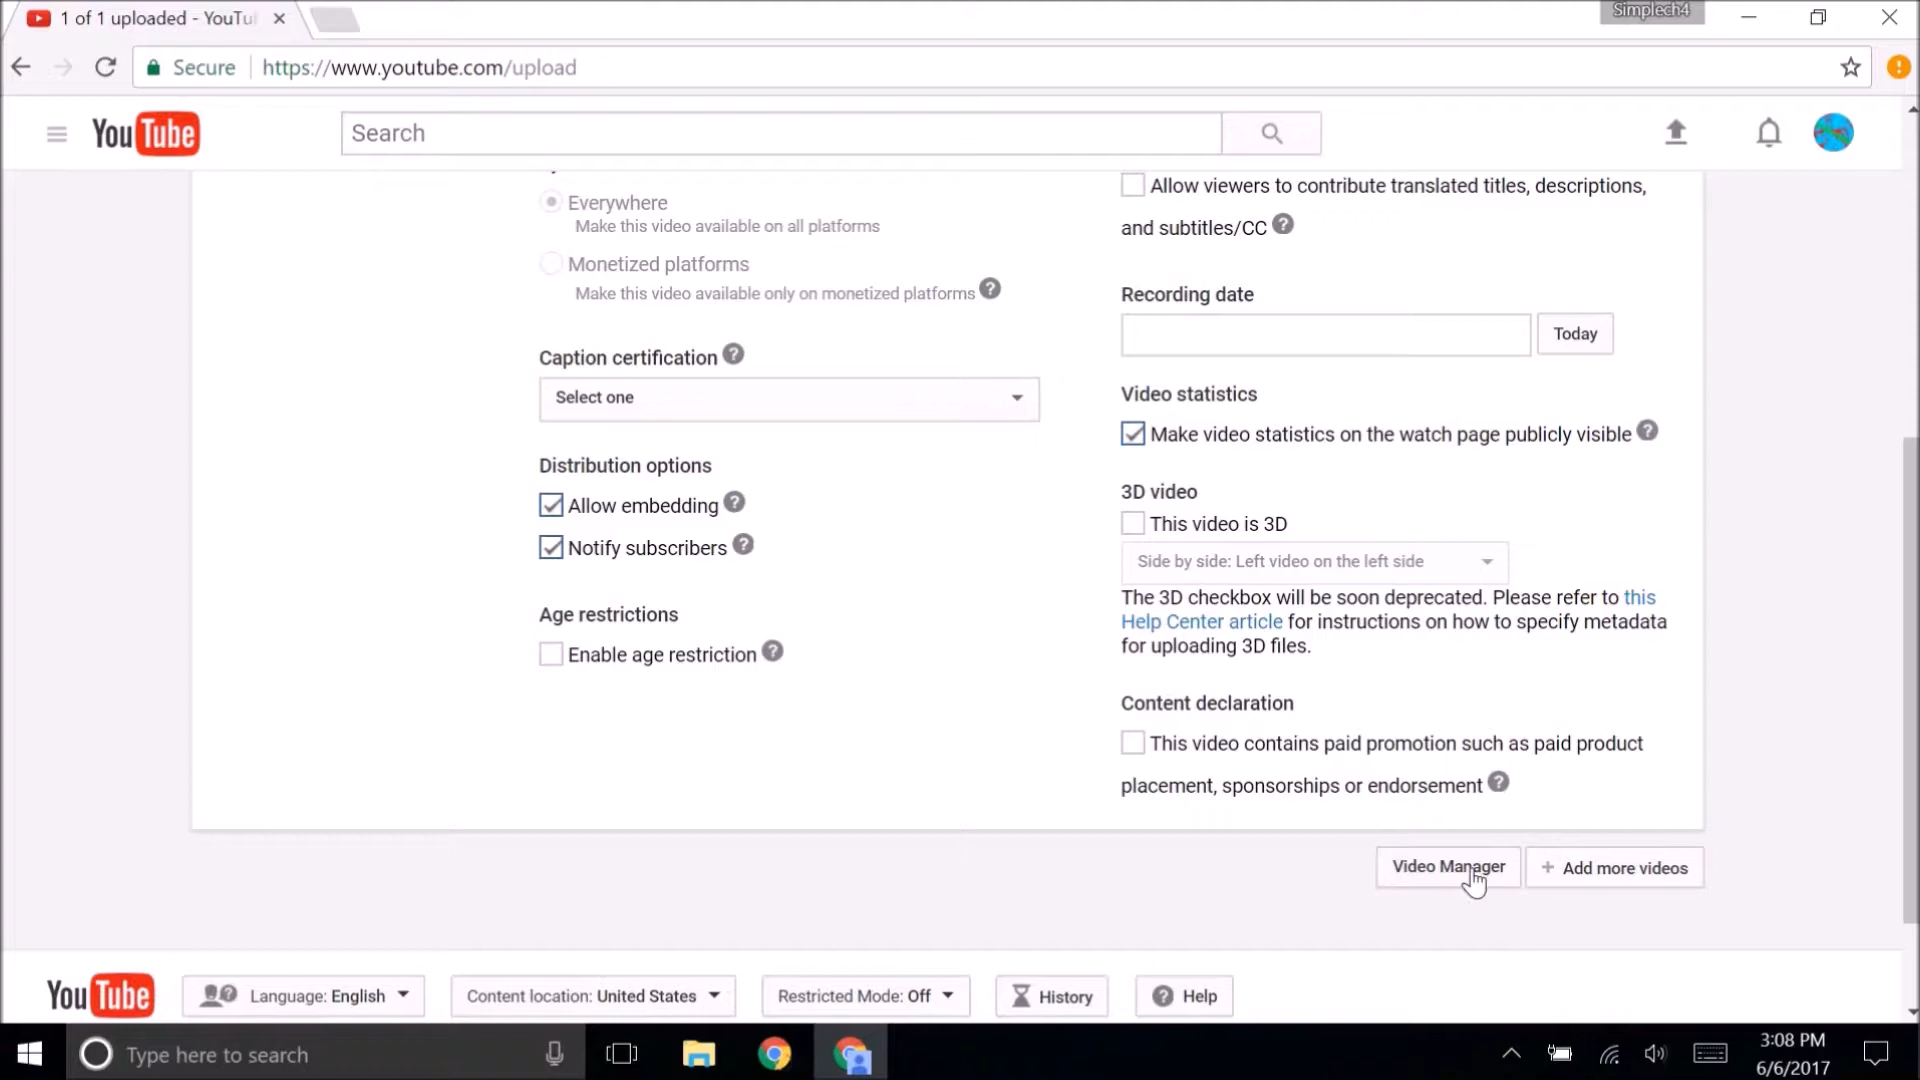 1 of 1 uploaded - YouTu
Simplech4
Secure
https://www.youtube.com/upload
YouTube
Search
Everywhere
Make this video available on all platforms
Monetized platforms
Make this video available only on monetized platforms
Caption certification
Select one
Distribution options
Allow embedding
Notify subscribers
Age restrictions
Enable age restriction
Allow viewers to contribute translated titles, descriptions,
and subtitles/CC
Recording date
Today
Video statistics
Make video statistics on the watch page publicly visible
3D video
This video is 3D
Side by side: Left video on the left side
The 3D checkbox will be soon deprecated. Please refer to this
Help Center article for instructions on how to specify metadata
for uploading 3D files.
Content declaration
This video contains paid promotion such as paid product
placement, sponsorships or endorsement
Video Manager
+ Add more videos
YouTube
Language: English
Content location: United States
Restricted Mode: Off
History
Help
Type here to search
3:08 PM
6/6/2017